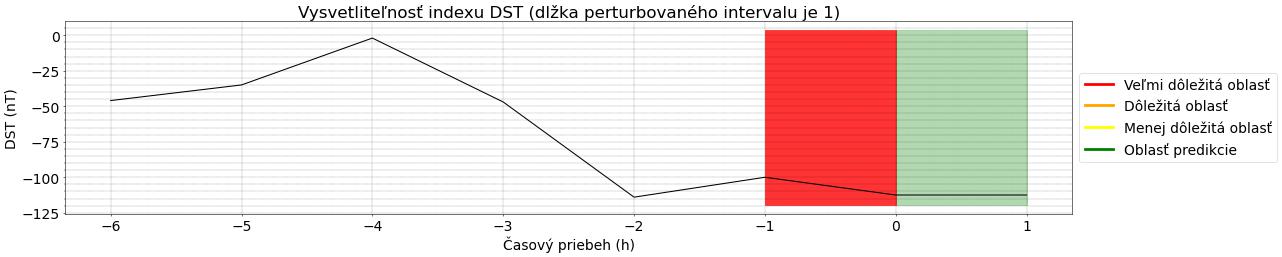 Vysvetliteľnosť indexu DST (dlžka perturbovaného intervalu je 1)
DST (nT)
0
−25
−50
−75
−100
−125
−6
−5
−4
−3
−2
−1
0
1
Časový priebeh (h)
Veľmi dôležitá oblasť
Dôležitá oblasť
Menej dôležitá oblasť
Oblasť predikcie